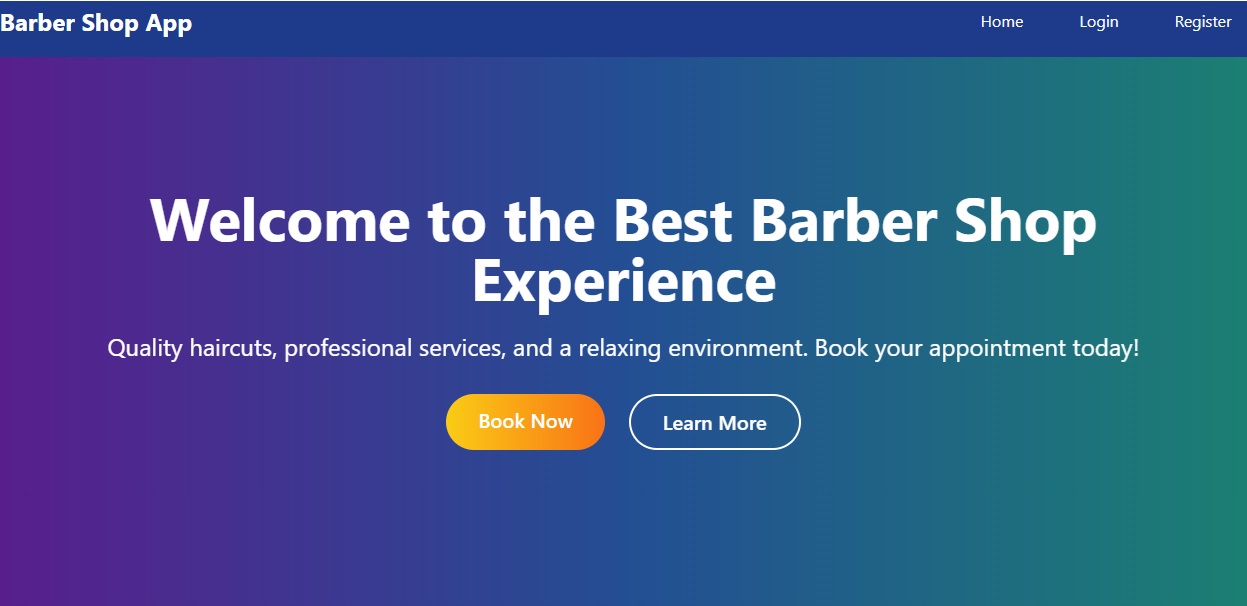 Barber Shop App
Home
Login
Register
Welcome to the Best Barber Shop
Experience
Quality haircuts, professional services, and a relaxing environment. Book your appointment today!
Book Now
Learn More